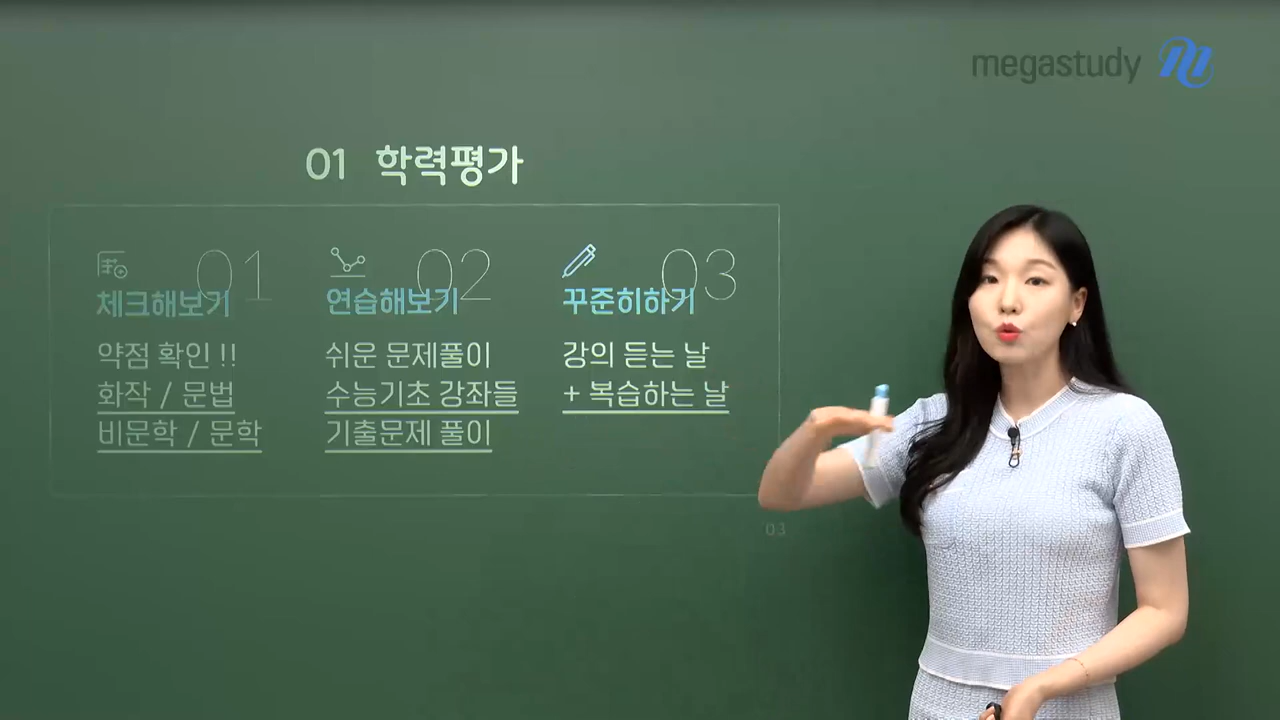 megastudy
01 학력평가
01
체크해보기
약점 확인 !!
화작 / 문법
비문학 / 문학
02
연습해보기
쉬운 문제풀이
수능기초 강좌들
기출문제 풀이
03
꾸준히하기
강의 듣는 날
+ 복습하는 날
03